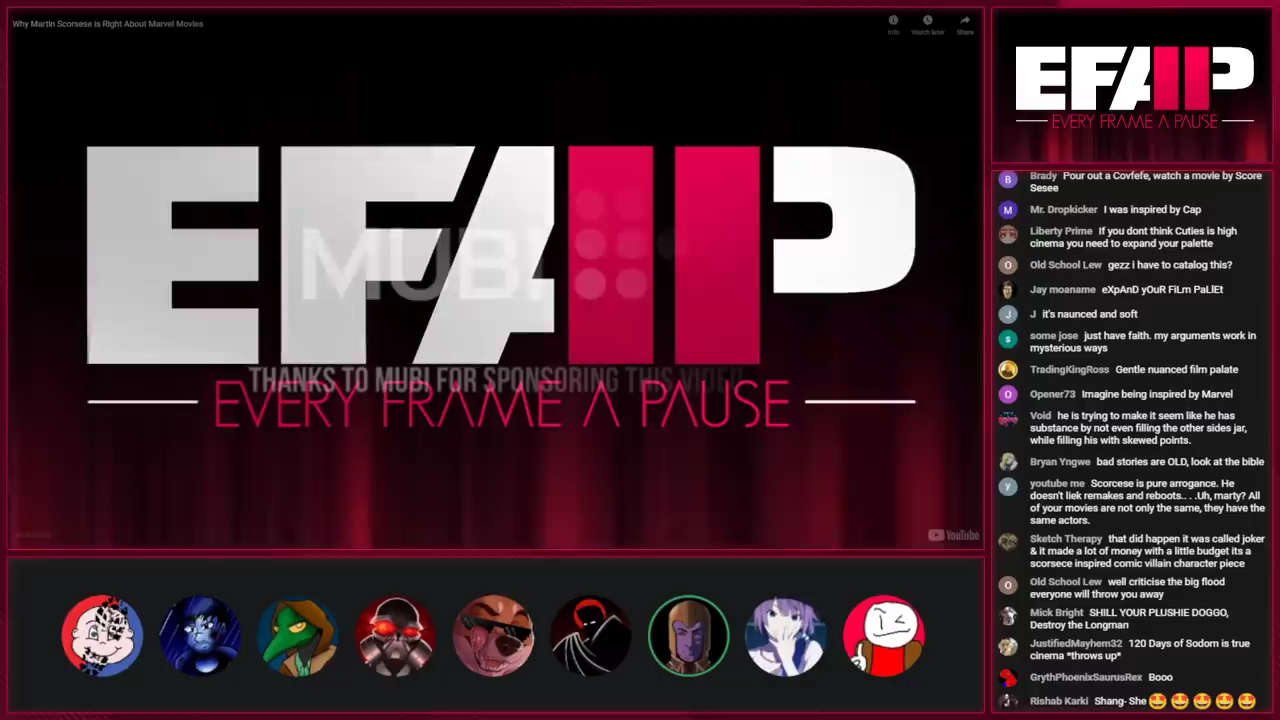 Why Martin Scorsese is Right About Marvel Movies
Info
Watch later
Share
EFAP
MUBI
THANKS TO MUBI FOR SPONSORING THIS VIDEO
EVERY FRAME A PAUSE
YouTube
EFAP
EVERY FRAME A PAUSE
B
Brady Pour out a Covfefe, watch a movie by Score
Sesee
M
Mr. Dropkicker I was inspired by Cap
Liberty Prime If you dont think Cuties is high
cinema you need to expand your palette
O
Old School Lew gezz i have to catalog this?
Jay moaname eXpAnD yOuR FiLm PaLlEt
J
J it's naunced and soft
s
some jose just have faith. my arguments work in
mysterious ways
TradingKingRoss Gentle nuanced film palate
O
Opener73 Imagine being inspired by Marvel
Void he is trying to make it seem like he has
substance by not even filling the other sides jar,
while filling his with skewed points.
Bryan Yngwe bad stories are OLD, look at the bible
y
youtube me Scorcese is pure arrogance. He
doesn't liek remakes and reboots.. . .Uh, marty? All
of your movies are not only the same, they have the
same actors.
Sketch Therapy that did happen it was called joker
& it made a lot of money with a little budget its a
scorsece inspired comic villain character piece
O
Old School Lew well criticise the big flood
everyone will throw you away
Mick Bright SHILL YOUR PLUSHIE DOGGO,
Destroy the Longman
JustifiedMayhem32 120 Days of Sodom is true
cinema *throws up*
GrythPhoenixSaurusRex Booo
Rishab Karki Shang- She 🤩🤩🤩🤩🤩